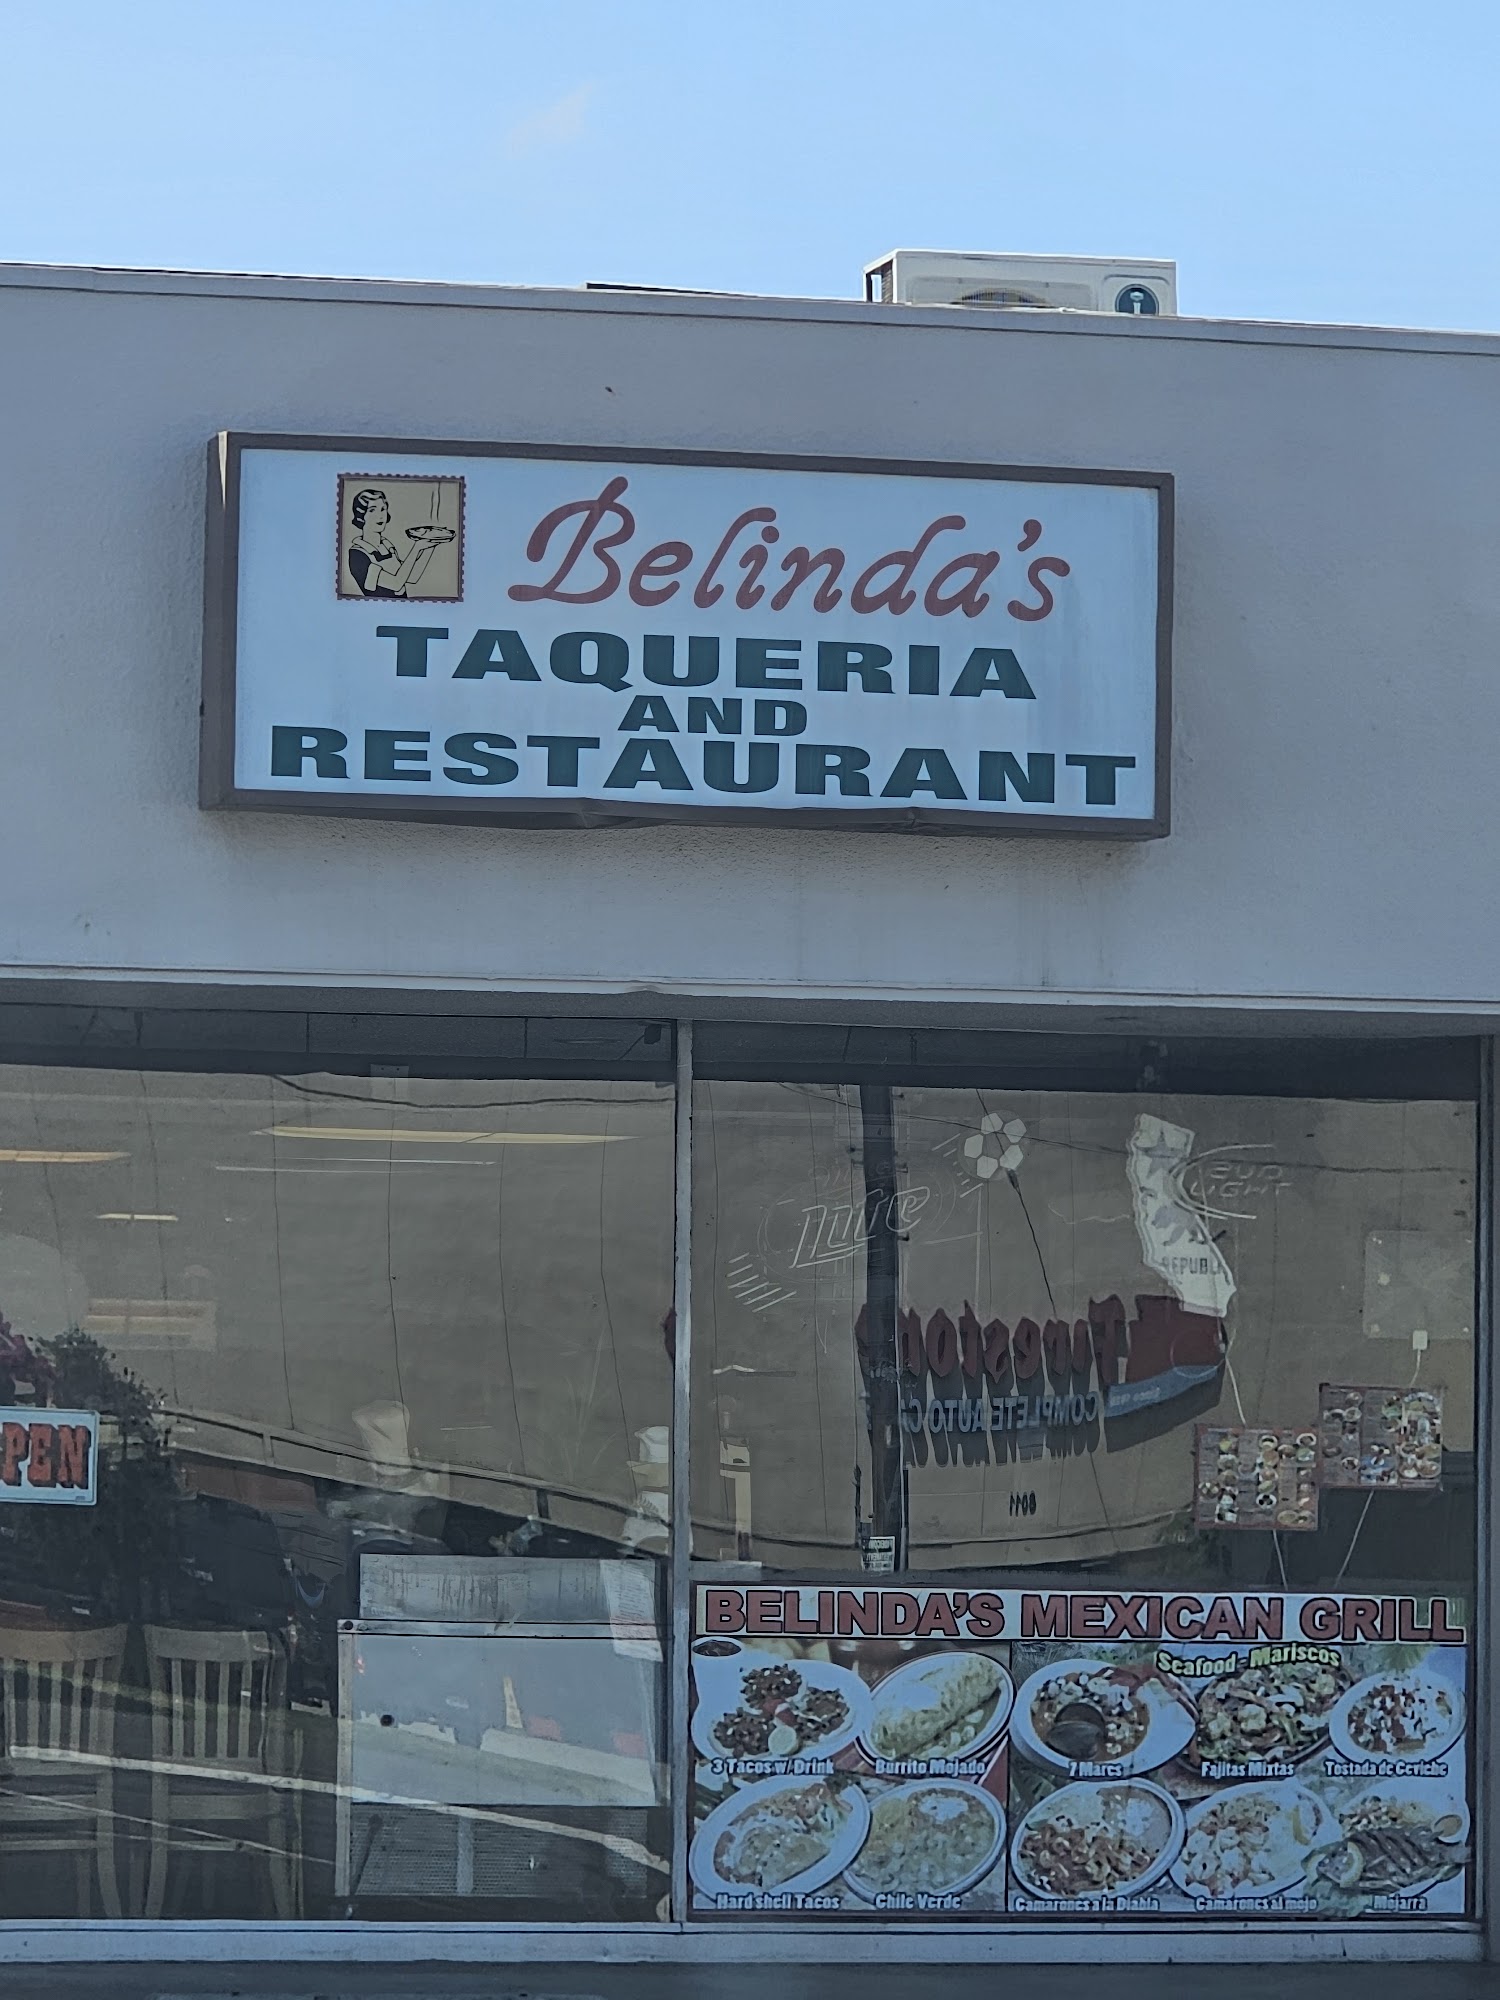 Belinda's
TAQUERIA
AND
RESTAURANT
Lite
BUD
LIGHT
REPUBL
Firestone
COMPLETE AUTO C
8011
PEN
BELINDA'S MEXICAN GRILL
Seafood - Mariscos
3 Tacos w/ Drink
Burrito Mojado
7 Mares
Fajitas Mixtas
Tostada de Ceviche
Hard shell Tacos
Chile Verde
Camarones a la Diabla
Camarones al mojo
Mojarra